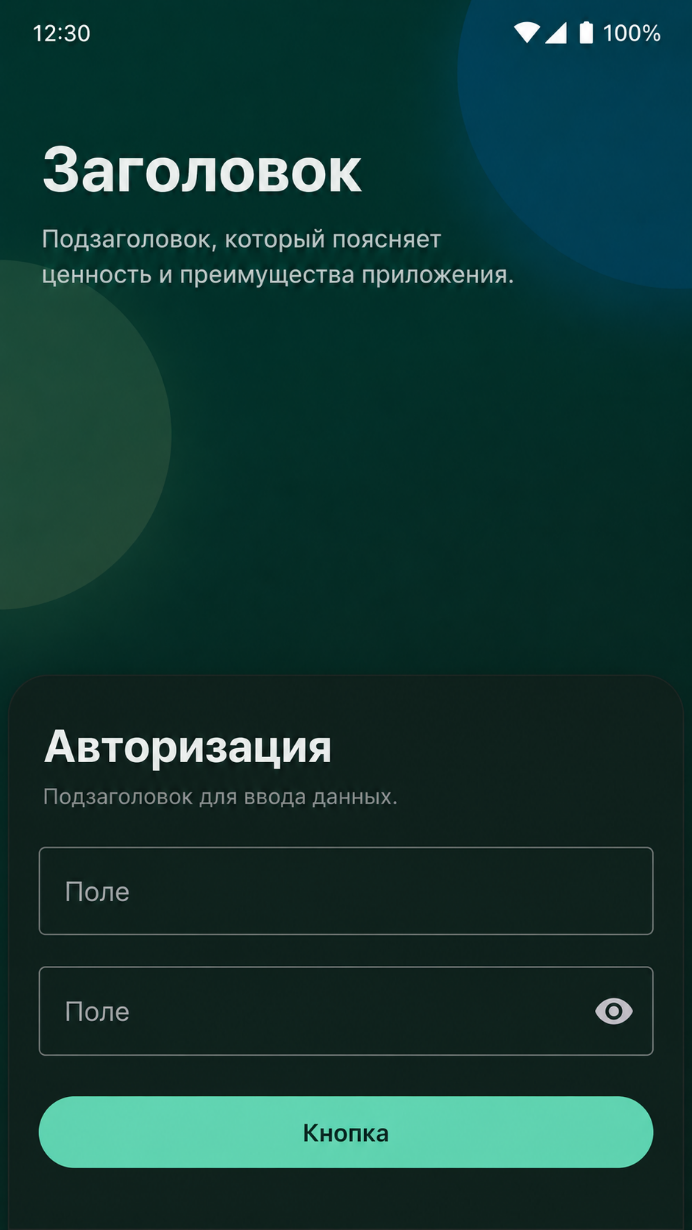 12:30
100%
Заголовок
Подзаголовок, который поясняет
ценность и преимущества приложения.
Авторизация
Подзаголовок для ввода данных.
Поле
Поле
Кнопка